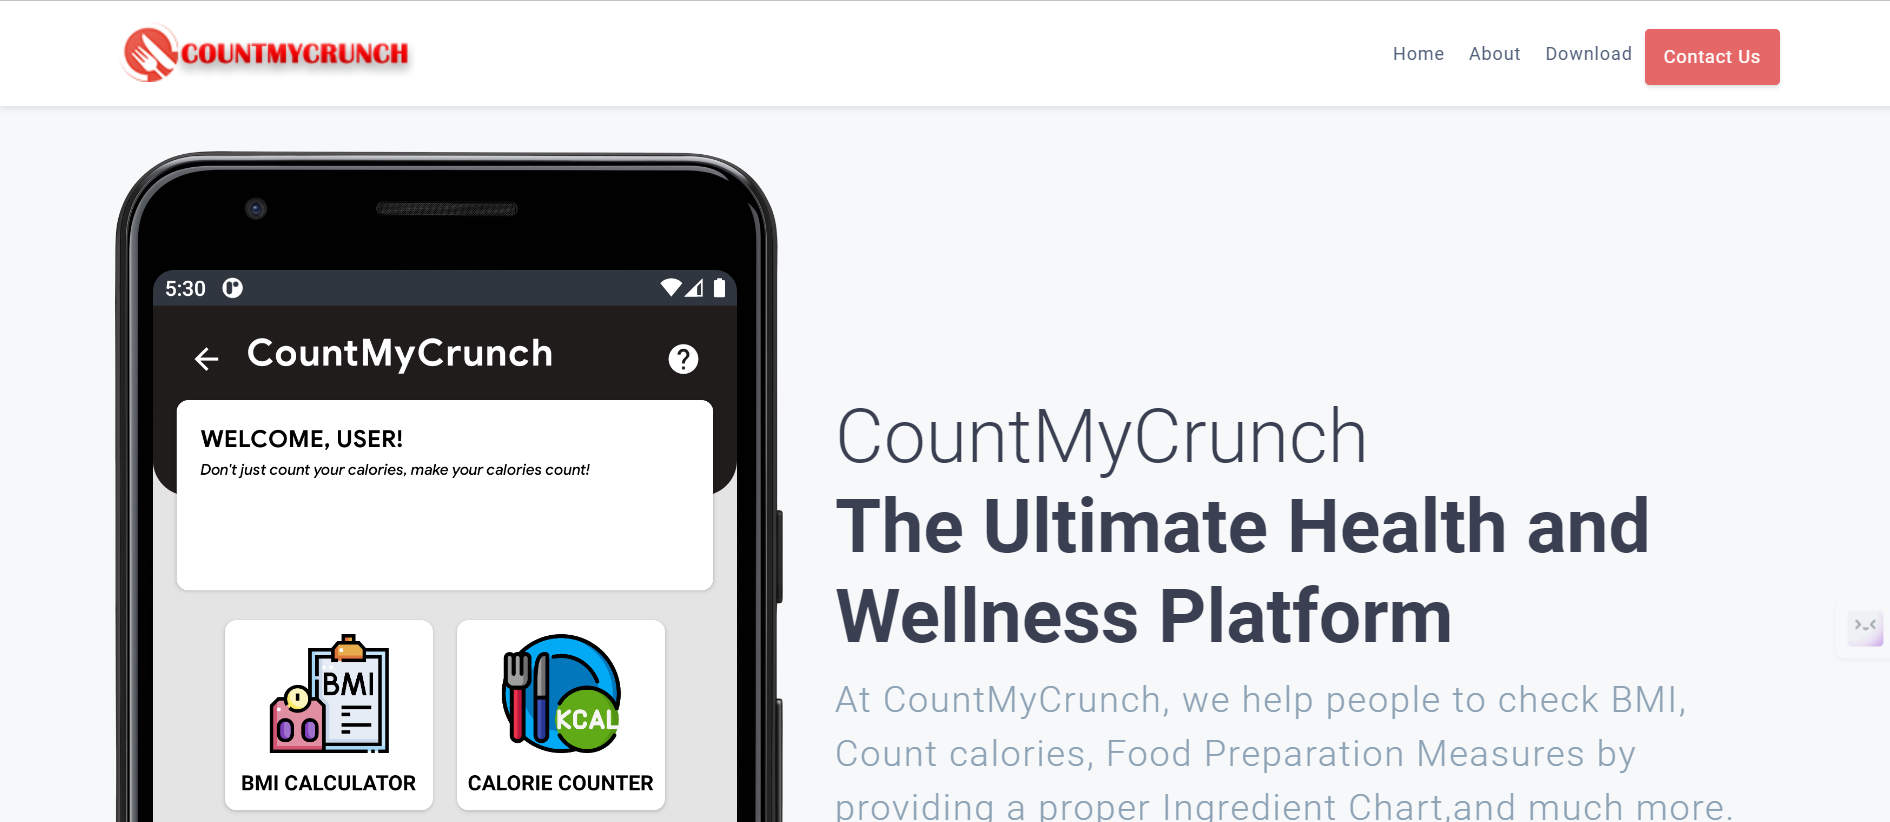 COUNTMYCRUNCH
Home About Download Contact Us
5:30
CountMyCrunch
WELCOME, USER!
Don't just count your calories, make your calories count!
BMI
KCAL
BMI CALCULATOR
CALORIE COUNTER
CountMyCrunch
The Ultimate Health and
Wellness Platform
At CountMyCrunch, we help people to check BMI,
Count calories, Food Preparation Measures by
providing a proper Ingredient Chart,and much more.